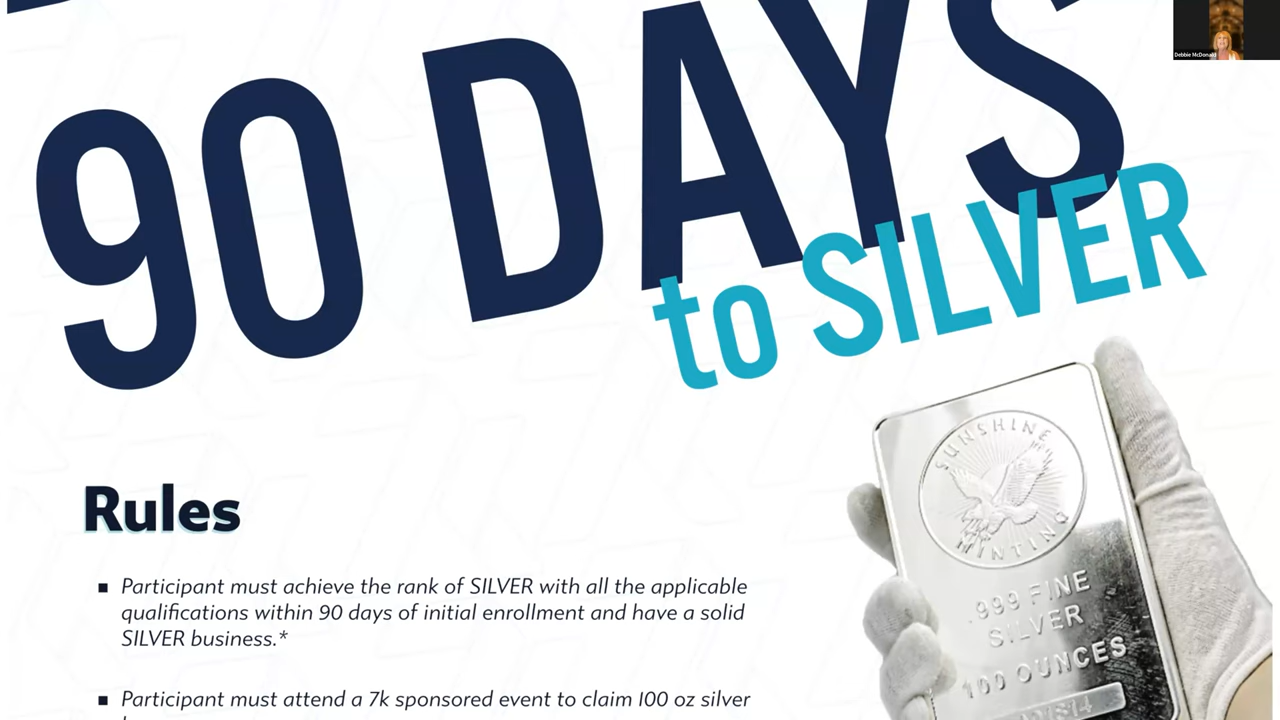 Debbie McDonald
90 DAYS
to SILVER
SUNSHINE
MINTING
.999 FINE
SILVER
100 OUNCES
Rules
▪ Participant must achieve the rank of SILVER with all the applicable
qualifications within 90 days of initial enrollment and have a solid
SILVER business.*
▪ Participant must attend a 7k sponsored event to claim 100 oz silver